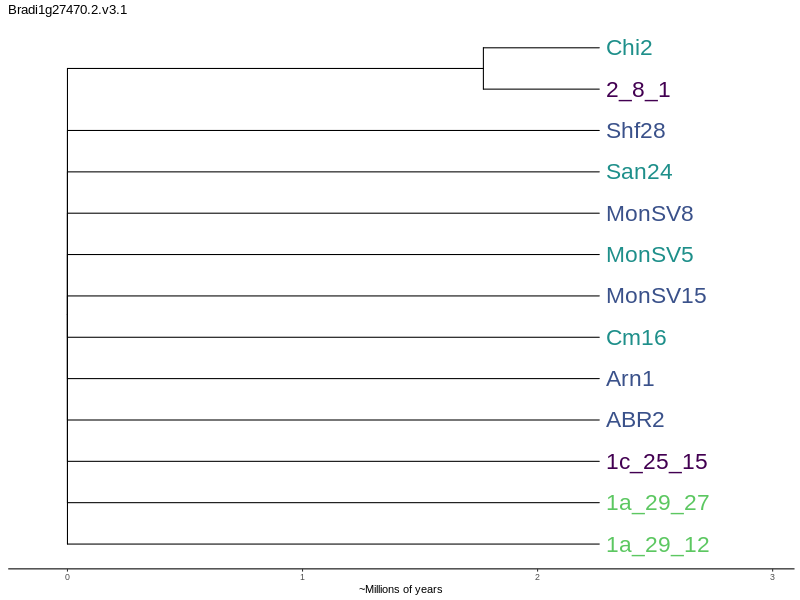 Bradi1g27470.2.v3.1
Chi2
2_8_1
Shf28
San24
MonSV8
MonSV5
MonSV15
Cm16
Arn1
ABR2
1c_25_15
1a_29_27
1a_29_12
0 1 2 3
~Millions of years